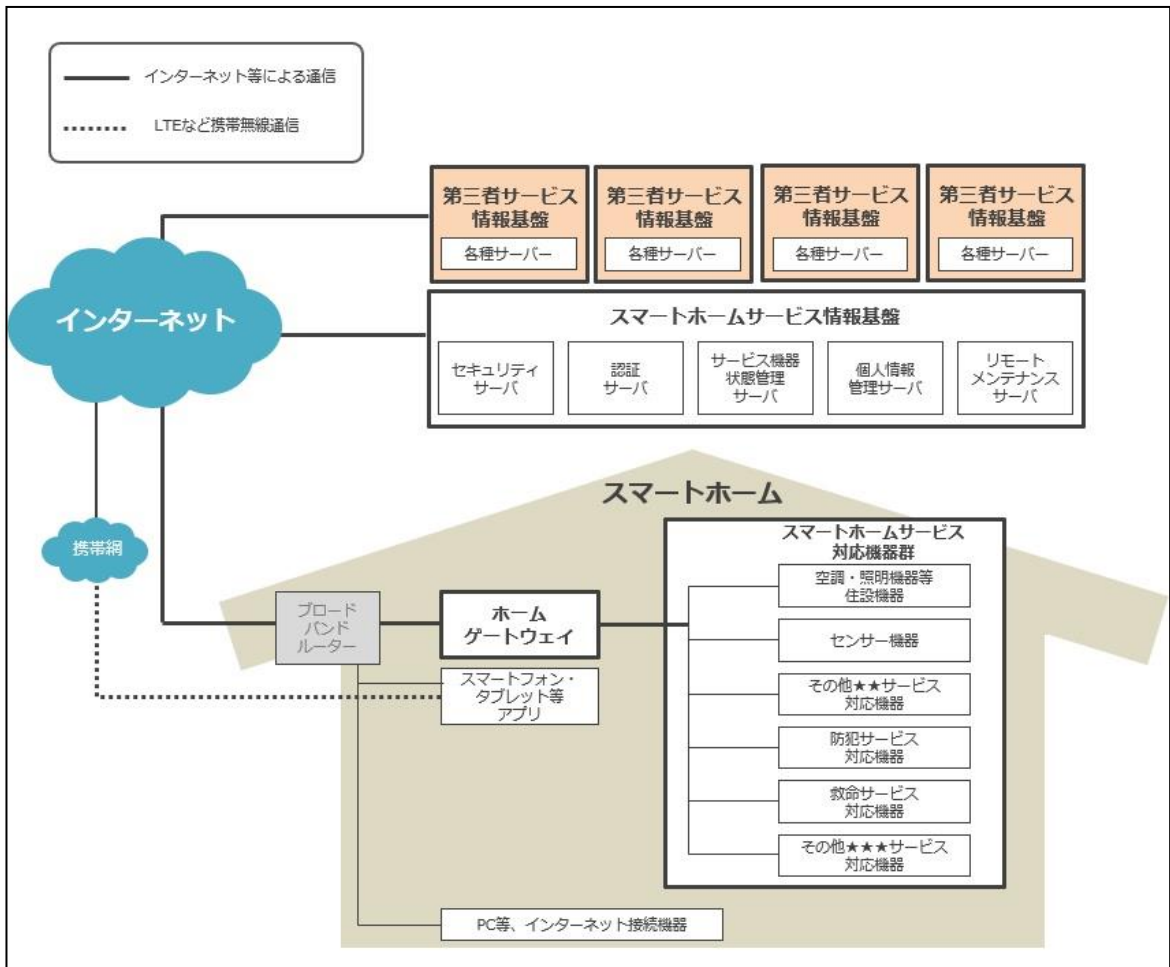 インターネット等による通信
LTEなど携帯無線通信
第三者サービス
情報基盤
各種サーバー
第三者サービス
情報基盤
各種サーバー
第三者サービス
情報基盤
各種サーバー
第三者サービス
情報基盤
各種サーバー
インターネット
スマートホームサービス情報基盤
セキュリティ
サーバ
認証
サーバ
サービス機器
状態管理
サーバ
個人情報
管理サーバ
リモート
メンテナンス
サーバ
スマートホーム
携帯網
ブロード
バンド
ルーター
ホーム
ゲートウェイ
スマートフォン・
タブレット等
アプリ
スマートホームサービス
対応機器群
空調・照明機器等
住設機器
センサー機器
その他★★サービス
対応機器
防犯サービス
対応機器
救命サービス
対応機器
その他★★★サービス
対応機器
PC等、インターネット接続機器